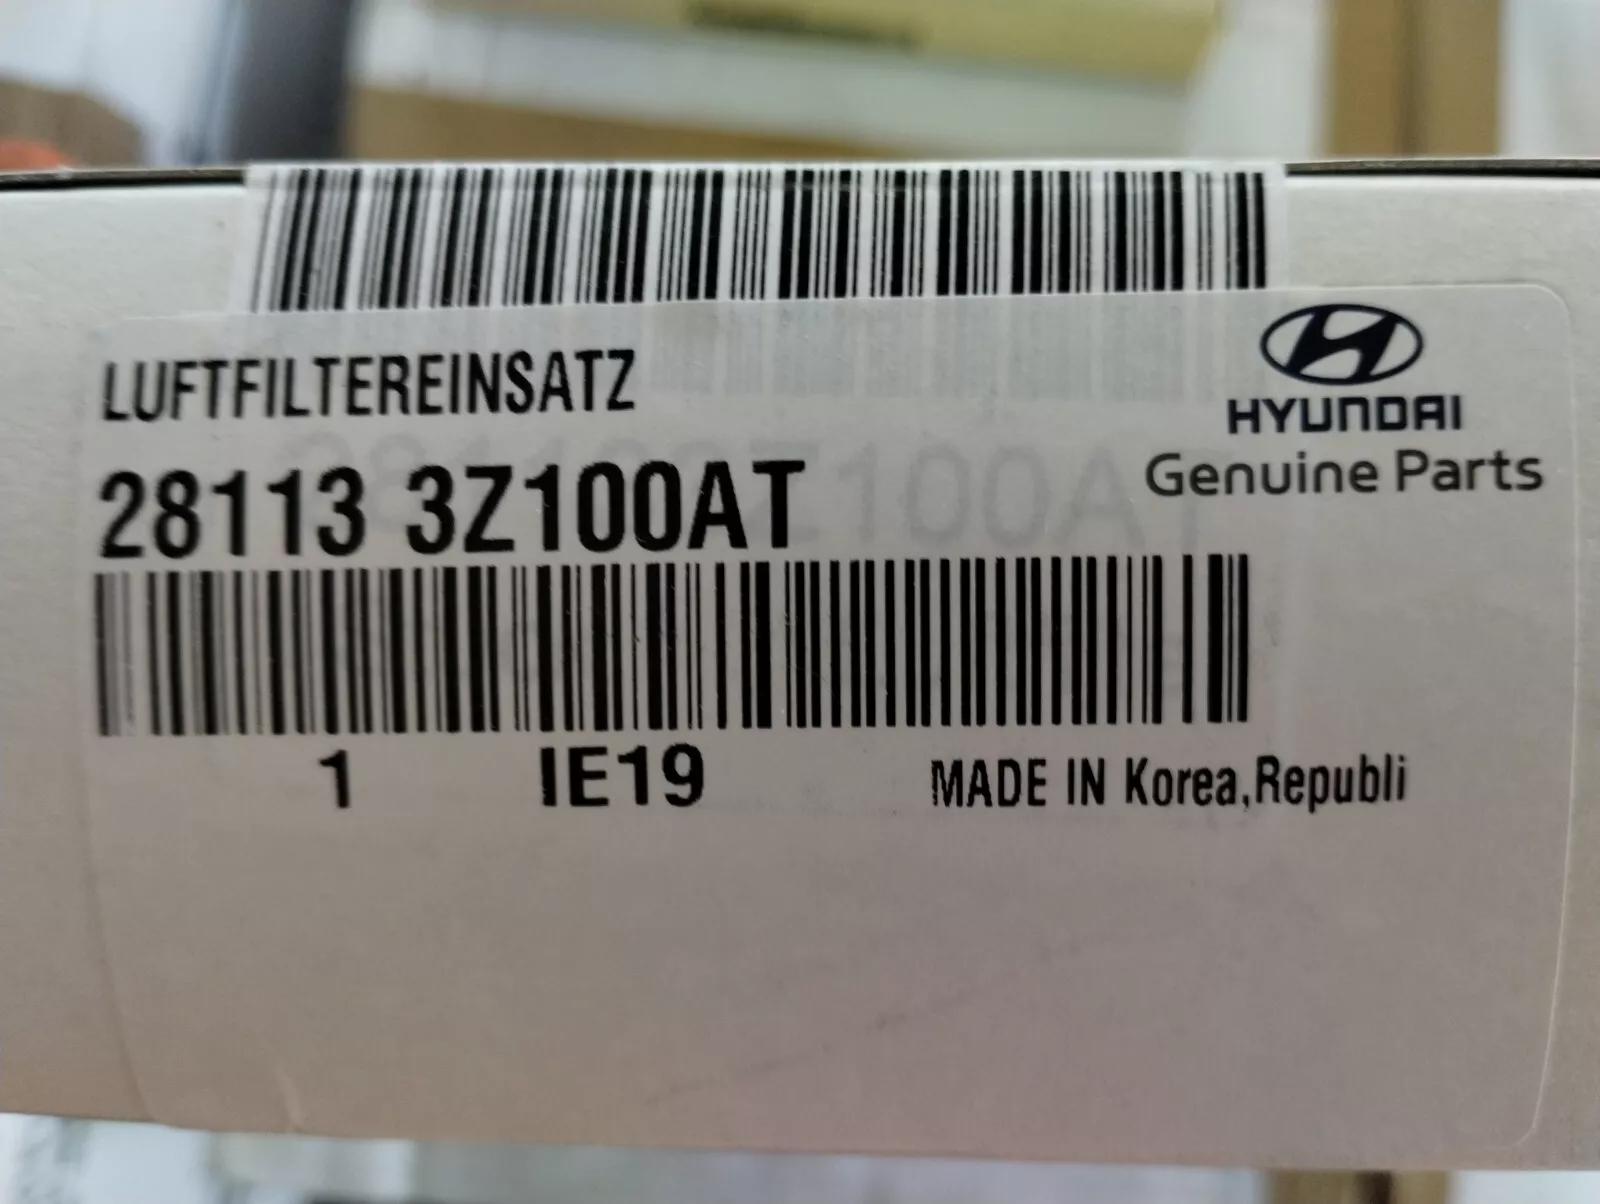 LUFTFILTEREINSATZ
HYUNDAI
Genuine Parts
28113 3Z100AT
1 IE19 MADE IN Korea,Republi